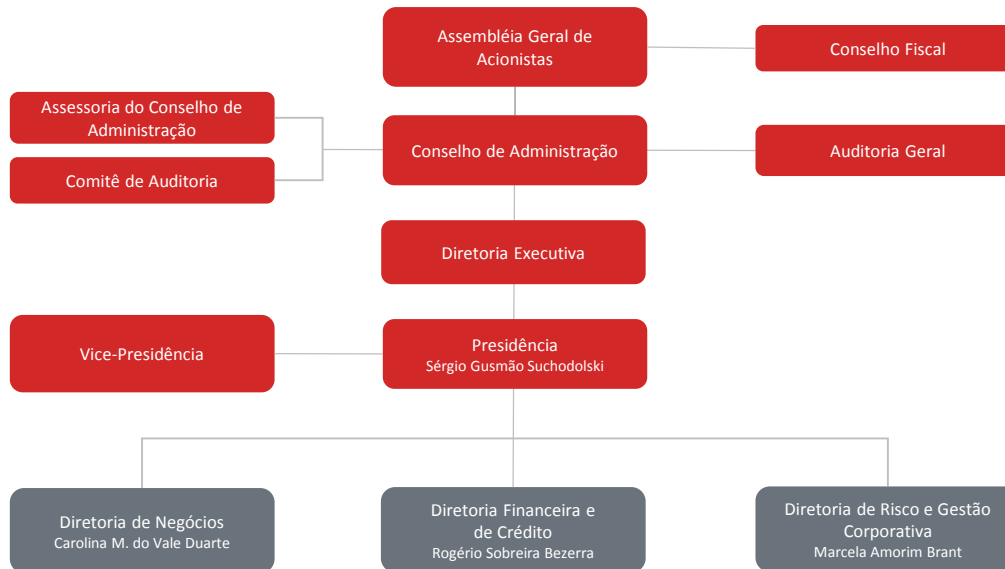 Assembléia Geral de
Acionistas
Conselho Fiscal
Assessoria do Conselho de
Administração
Conselho de Administração
Auditoria Geral
Comitê de Auditoria
Diretoria Executiva
Vice-Presidência
Presidência
Sérgio Gusmão Suchodolski
Diretoria de Negócios
Carolina M. do Vale Duarte
Diretoria Financeira e
de Crédito
Rogério Sobreira Bezerra
Diretoria de Risco e Gestão
Corporativa
Marcela Amorim Brant